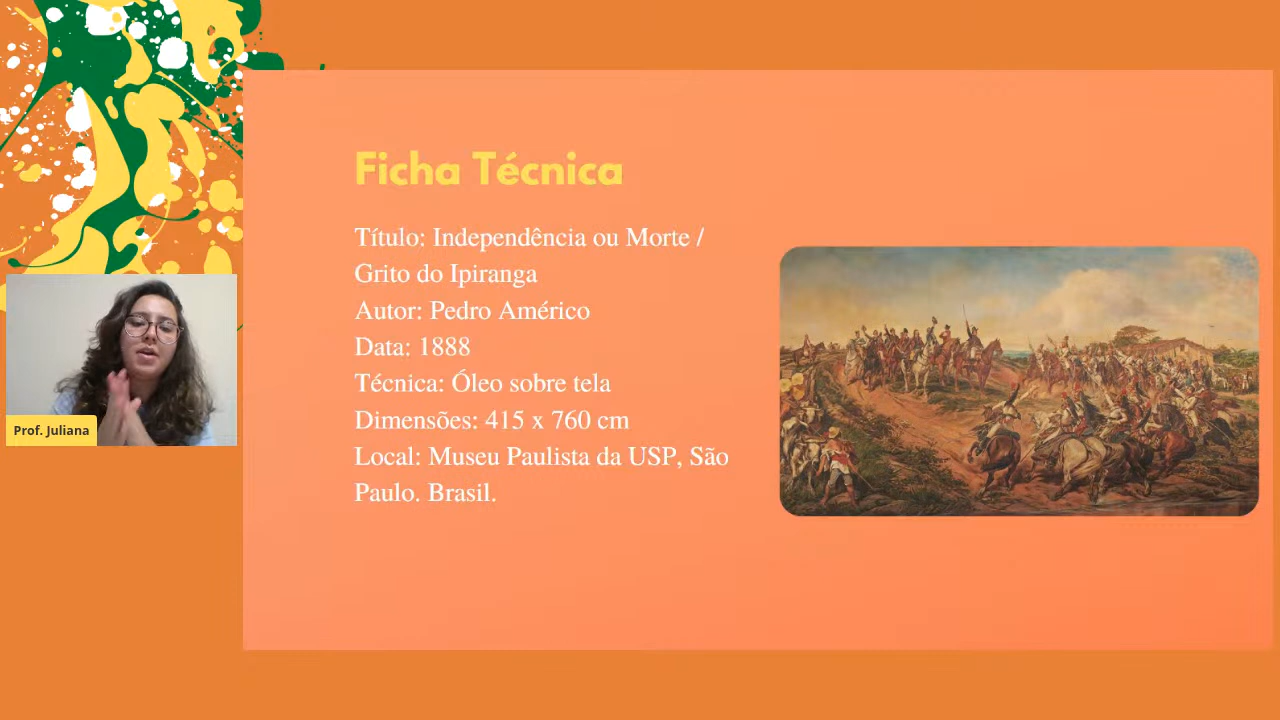 Ficha Técnica
Título: Independência ou Morte /
Grito do Ipiranga
Autor: Pedro Américo
Data: 1888
Técnica: Óleo sobre tela
Dimensões: 415 x 760 cm
Local: Museu Paulista da USP, São
Paulo. Brasil.
Prof. Juliana